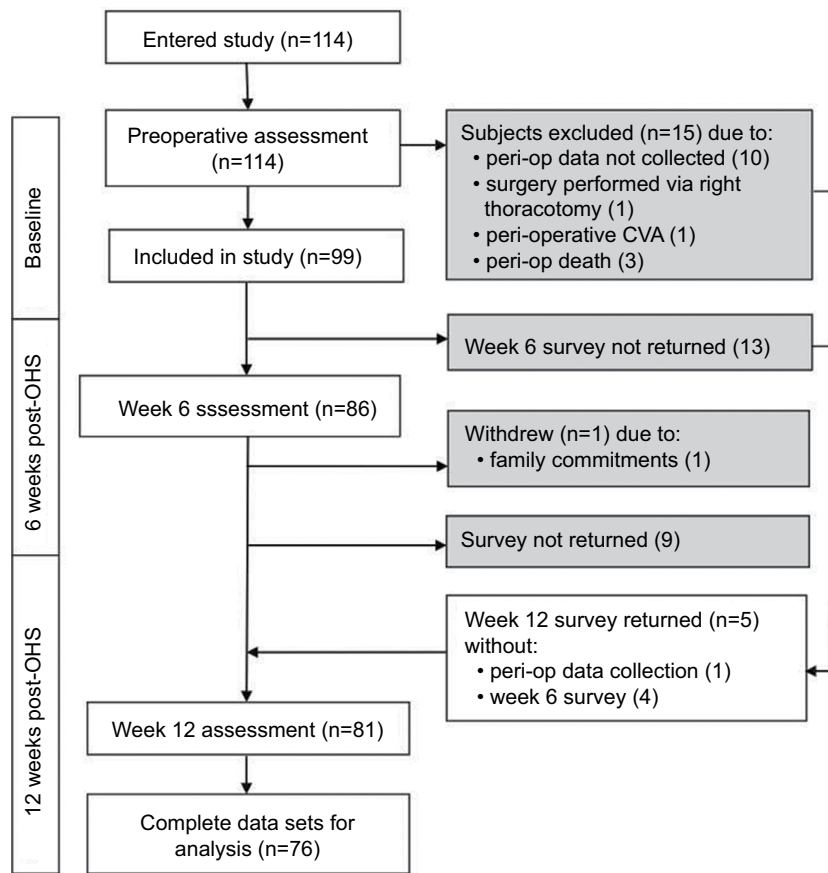 Entered study (n=114)
Preoperative assessment
(n=114)
Subjects excluded (n=15) due to:
• peri-op data not collected (10)
• surgery performed via right
thoracotomy (1)
• peri-operative CVA (1)
• peri-op death (3)
Baseline
Included in study (n=99)
Week 6 survey not returned (13)
6 weeks post-OHS
Week 6 sssessment (n=86)
Withdrew (n=1) due to:
• family commitments (1)
Survey not returned (9)
12 weeks post-OHS
Week 12 survey returned (n=5)
without:
• peri-op data collection (1)
• week 6 survey (4)
Week 12 assessment (n=81)
Complete data sets for
analysis (n=76)